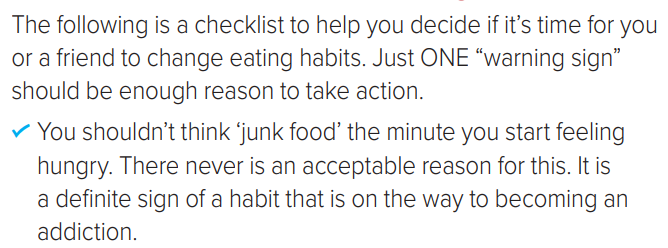 The following is a checklist to help you decide if it’s time for you
or a friend to change eating habits. Just ONE “warning sign”
should be enough reason to take action.
✓ You shouldn’t think ‘junk food’ the minute you start feeling
hungry. There never is an acceptable reason for this. It is
a definite sign of a habit that is on the way to becoming an
addiction.